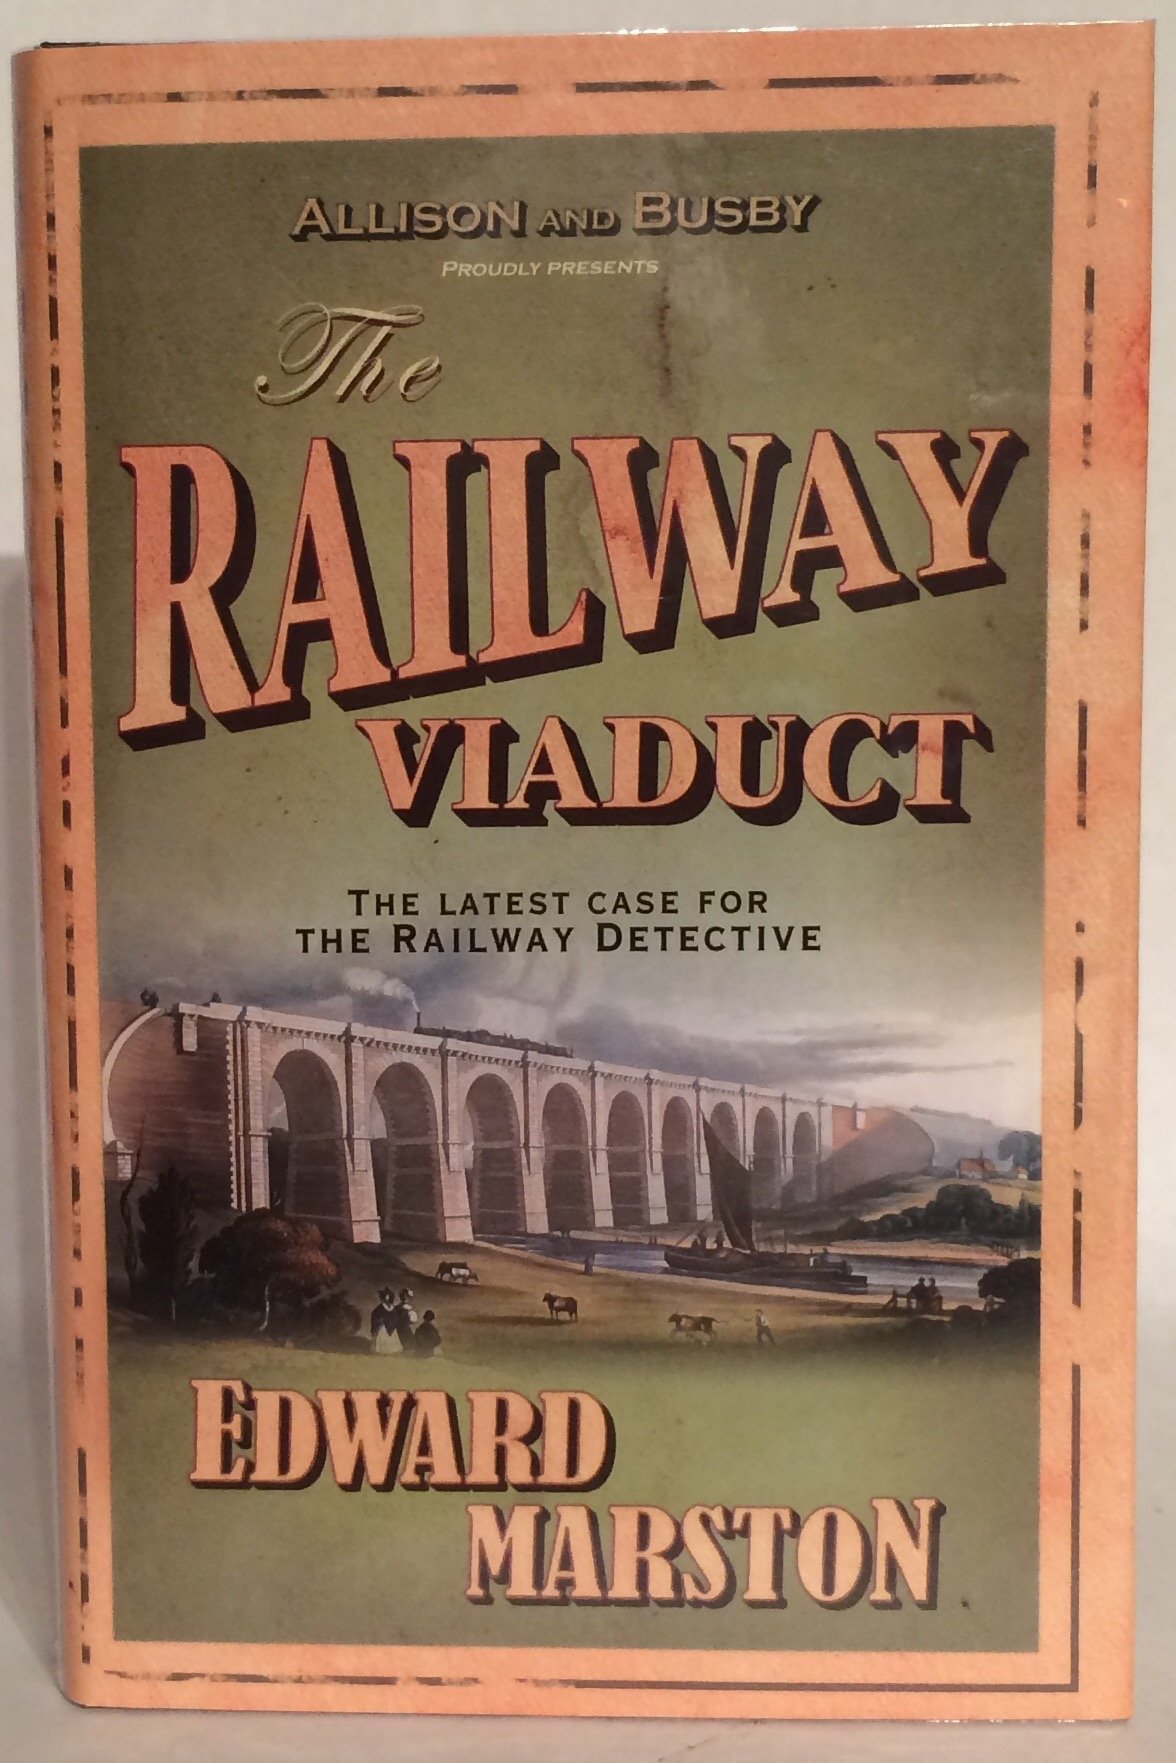 ALLISON AND BUSBY
PROUDLY PRESENTS
The
RAILWAY
VIADUCT
THE LATEST CASE FOR
THE RAILWAY DETECTIVE
EDWARD
MARSTON